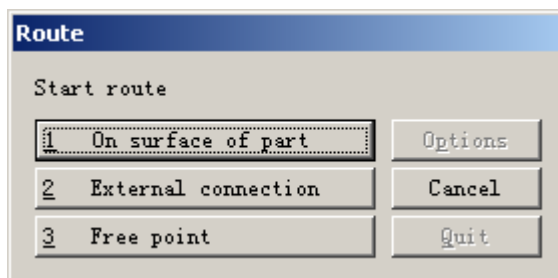 Route
Start route
1 On surface of part
Options
2 External connection
Cancel
3 Free point
Quit